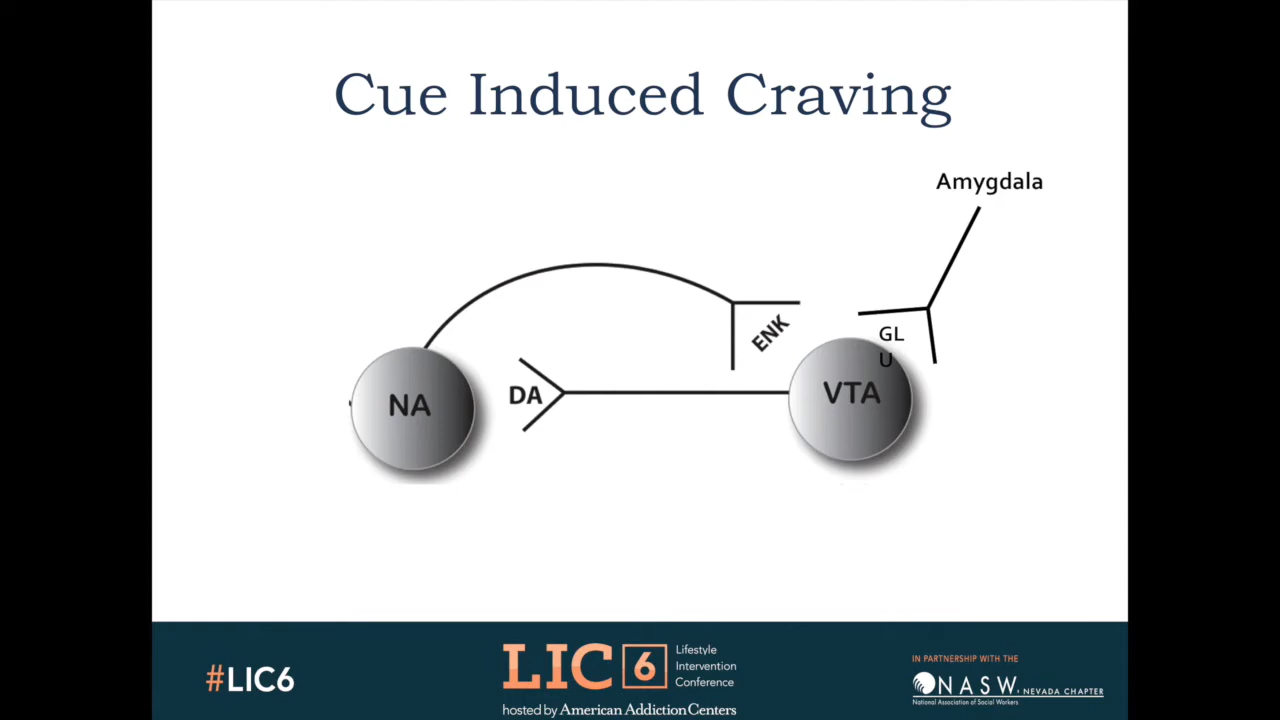 Cue Induced Craving
Amygdala
ENK
GL
U
NA
DA
VTA
#LIC6
LIC 6
Lifestyle
Intervention
Conference
hosted by American Addiction Centers
IN PARTNERSHIP WITH THE
NASW, NEVADA CHAPTER
National Association of Social Workers